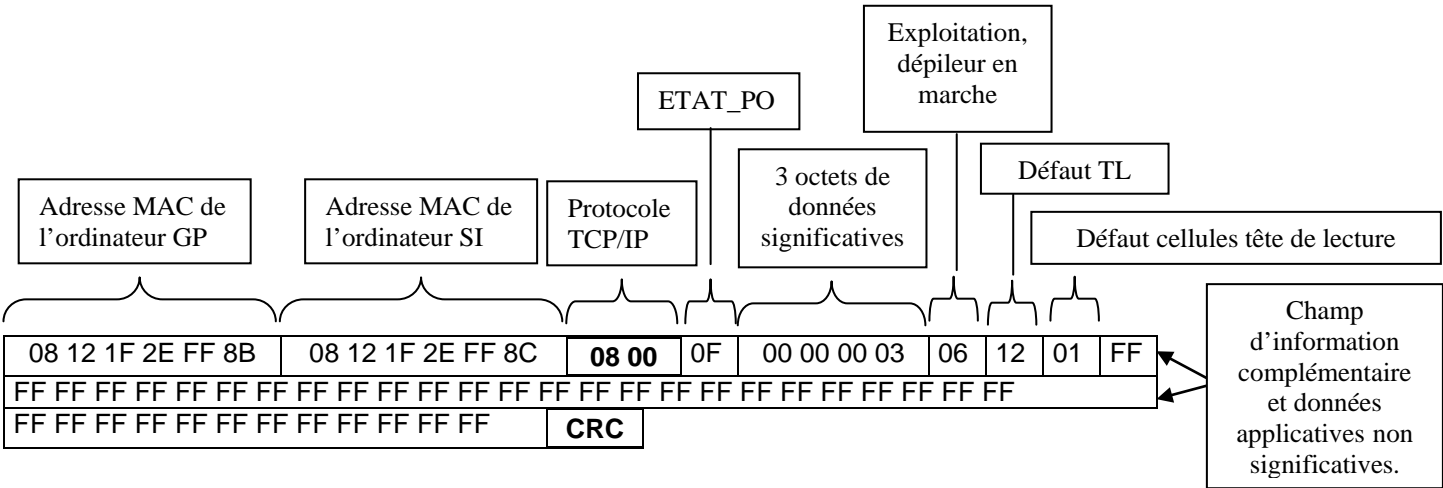 Exploitation,
dépileur en
marche
ETAT_PO
3 octets de
données
significatives
Défaut TL
Adresse MAC de
l'ordinateur GP
Adresse MAC de
l'ordinateur SI
Protocole
TCP/IP
Défaut cellules tête de lecture
08 12 1F 2E FF 8B 08 12 1F 2E FF 8C 08 00 0F 00 00 00 03 06 12 01 FF
FF FF FF FF FF FF FF FF FF FF FF FF FF FF FF FF FF FF FF FF FF FF FF FF FF
FF FF FF FF FF FF FF FF FF FF FF FF CRC
Champ
d'information
complémentaire
et données
applicatives non
significatives.